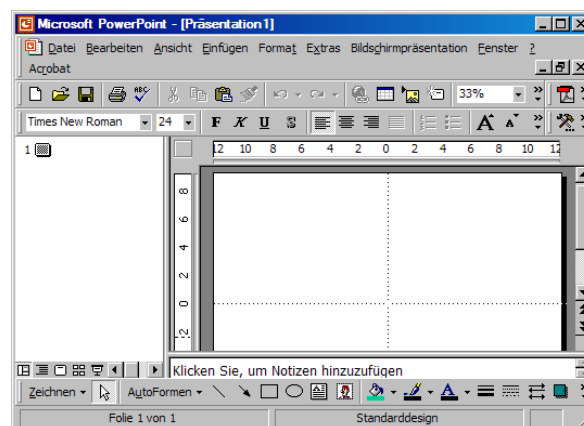 Microsoft PowerPoint - [Präsentation1]
Datei Bearbeiten Ansicht Einfügen Format Extras Bildschirmpräsentation Fenster ?
Acrobat
ABC 33%
Times New Roman 24 F K U S A A
1
12 10 8 6 4 2 0 2 4 6 8 10 12
8
6
4
2
0
2
Klicken Sie, um Notizen hinzuzufügen
Zeichnen AutoFormen A A
Folie 1 von 1 Standarddesign